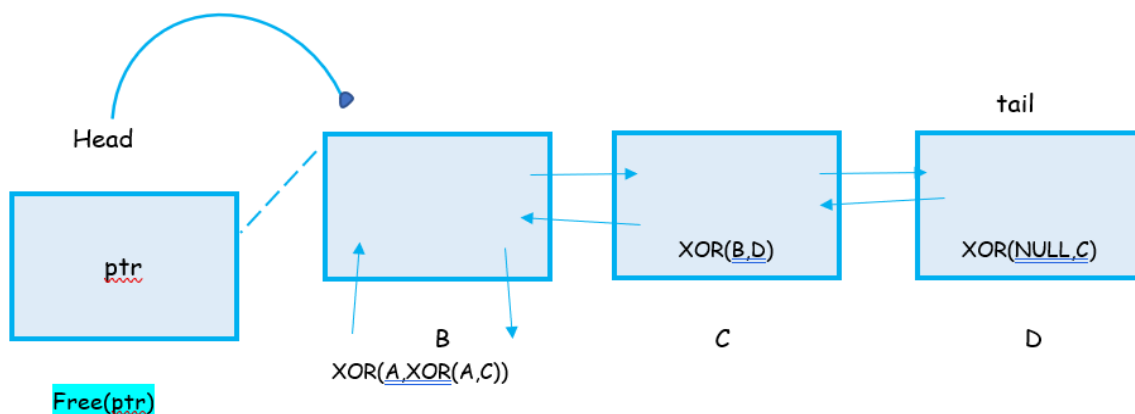 tail
Head
ptr
XOR(B,D)
XOR(NULL,C)
B
C
D
XOR(A,XOR(A,C))
Free(ptr)